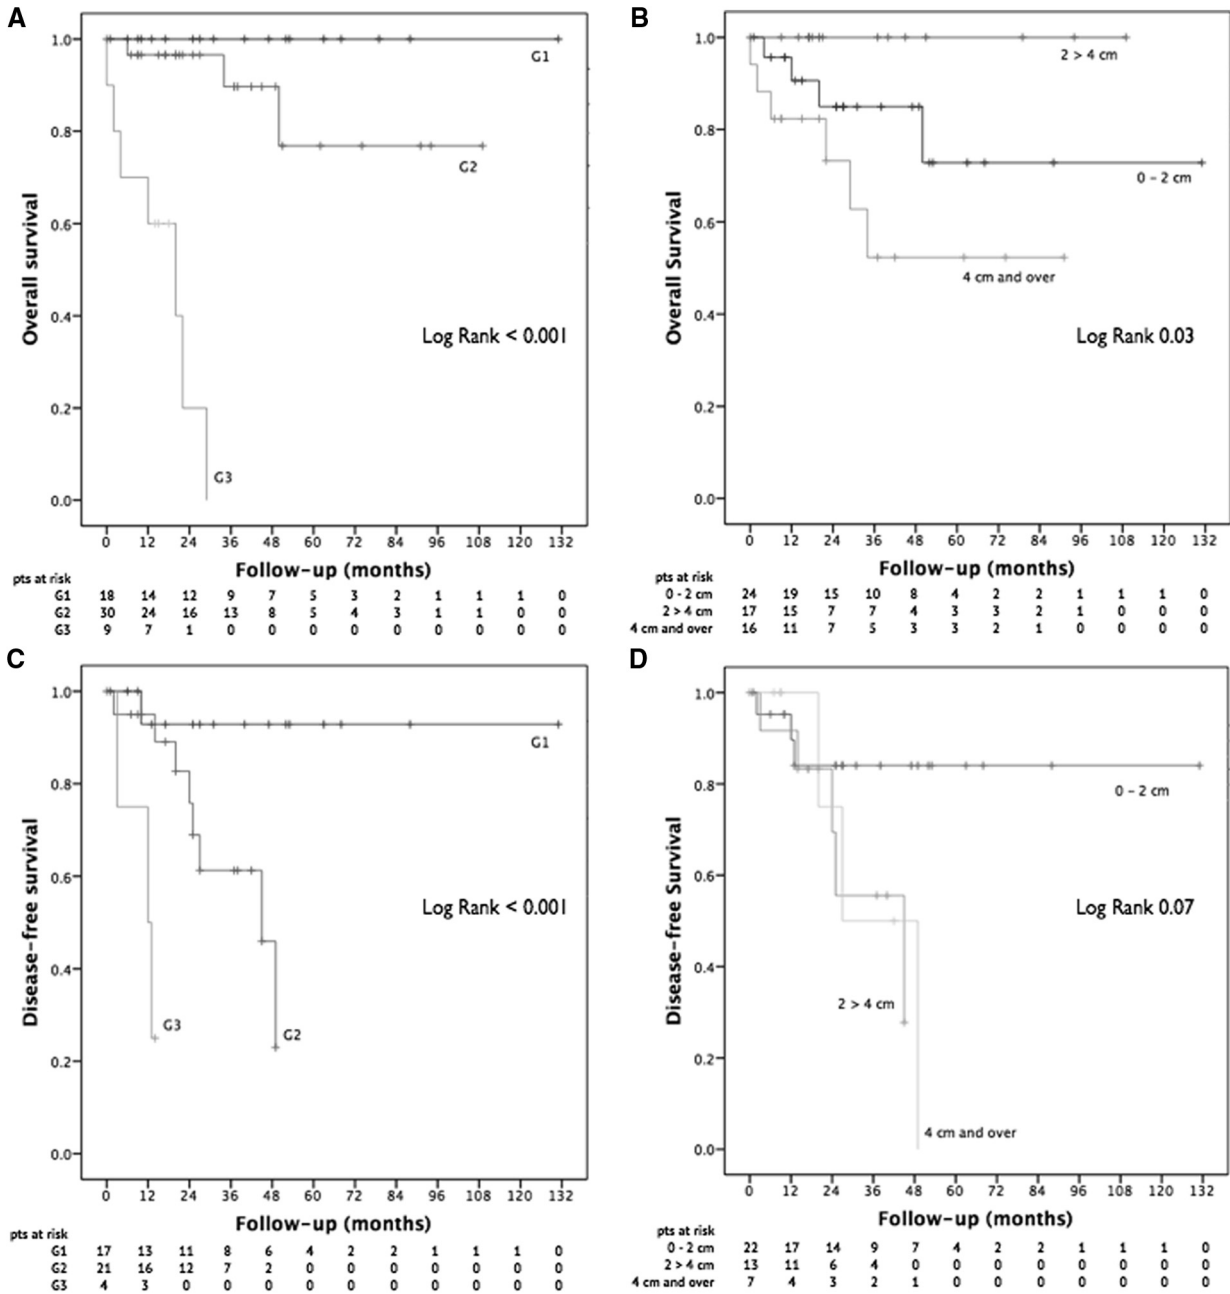 A
1.0
0.8
0.6
0.4
0.2
0.0
Overall survival
G1
G2
G3
Log Rank < 0.001
0 12 24 36 48 60 72 84 96 108 120 132
Follow-up (months)
pts at risk
G1 18 14 12 9 7 5 3 2 1 1 1 0
G2 30 24 16 13 8 5 4 3 1 1 0 0
G3 9 7 1 0 0 0 0 0 0 0 0 0
B
1.0
0.8
0.6
0.4
0.2
0.0
Overall Survival
2 > 4 cm
0 - 2 cm
4 cm and over
Log Rank 0.03
0 12 24 36 48 60 72 84 96 108 120 132
Follow-up (months)
pts at risk
0 - 2 cm 24 19 15 10 8 4 2 2 1 1 1 0
2 > 4 cm 17 15 7 7 4 3 3 2 1 0 0 0
4 cm and over 16 11 7 5 3 3 2 1 0 0 0 0
C
1.0
0.8
0.6
0.4
0.2
0.0
Disease-free survival
G1
G3
G2
Log Rank < 0.001
0 12 24 36 48 60 72 84 96 108 120 132
Follow-up (months)
pts at risk
G1 17 13 11 8 6 4 2 2 1 1 1 0
G2 21 16 12 7 2 0 0 0 0 0 0 0
G3 4 3 0 0 0 0 0 0 0 0 0 0
D
1.0
0.8
0.6
0.4
0.2
0.0
Disease-free Survival
0 - 2 cm
2 > 4 cm
4 cm and over
Log Rank 0.07
0 12 24 36 48 60 72 84 96 108 120 132
Follow-up (months)
pts at risk
0 - 2 cm 22 17 14 9 7 4 2 2 1 1 1 0
2 > 4 cm 13 11 6 4 0 0 0 0 0 0 0 0
4 cm and over 7 4 3 2 1 0 0 0 0 0 0 0